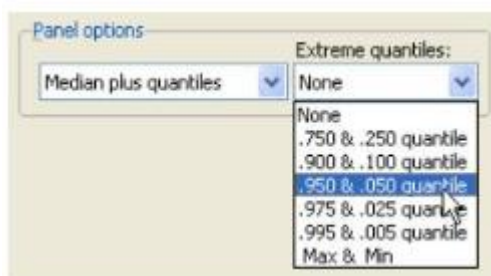 Panel options
Extreme quantiles:
Median plus quantiles
None
None
.750 & .250 quantile
.900 & .100 quantile
.950 & .050 quantile
.975 & .025 quantile
.995 & .005 quantile
Max & Min